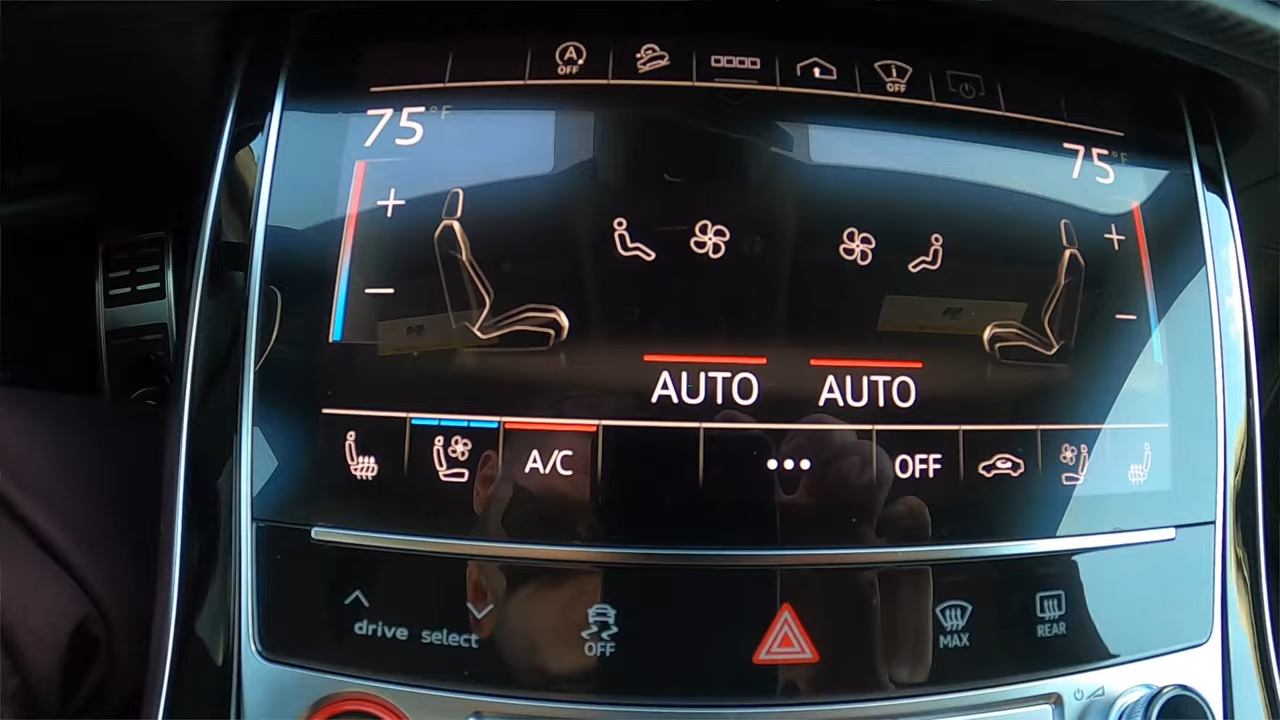 A
OFF
i
OFF
75°F
75°F
+
+
−
−
AUTO AUTO
A/C ••• OFF
drive select
OFF
MAX
REAR